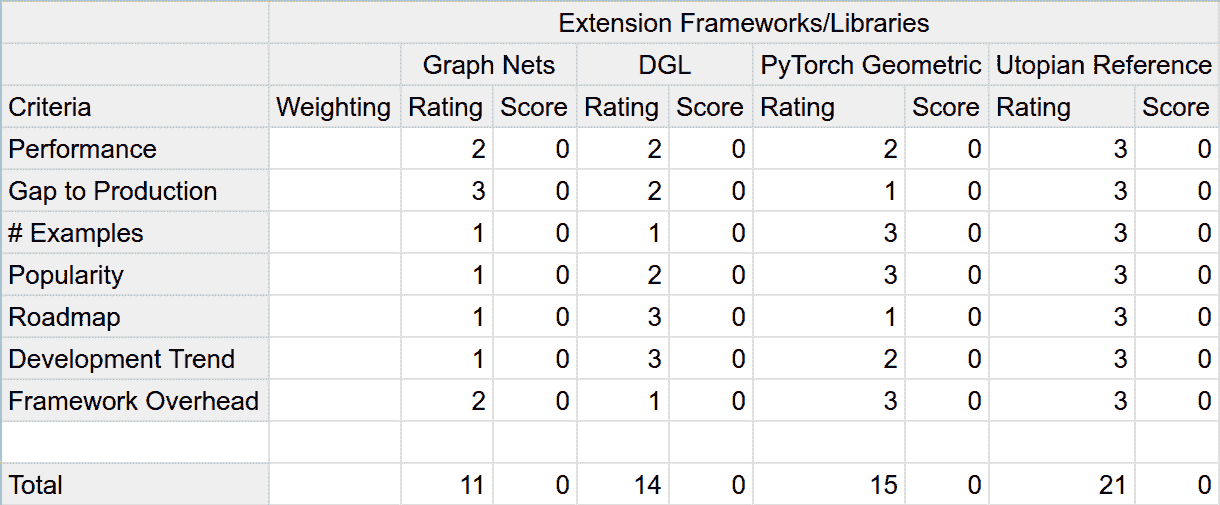 Extension Frameworks/Libraries
Graph Nets DGL PyTorch Geometric Utopian Reference
Criteria Weighting Rating Score Rating Score Rating Score Rating Score
Performance 2 0 2 0 2 0 3 0
Gap to Production 3 0 2 0 1 0 3 0
# Examples 1 0 1 0 3 0 3 0
Popularity 1 0 2 0 3 0 3 0
Roadmap 1 0 3 0 1 0 3 0
Development Trend 1 0 3 0 2 0 3 0
Framework Overhead 2 0 1 0 3 0 3 0
Total 11 0 14 0 15 0 21 0